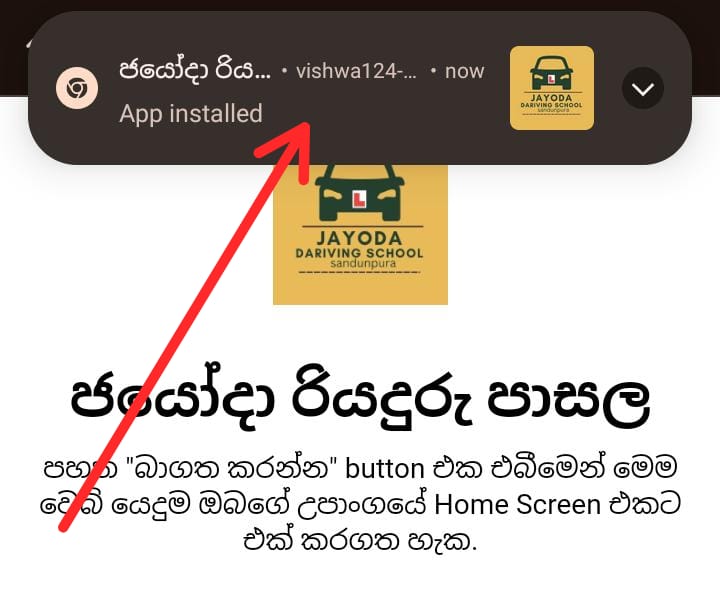 ජයෝදා රිය... • vishwa124-... • now
App installed
JAYODA
DARIVING SCHOOL
sandunpura
L
JAYODA
DARIVING SCHOOL
sandunpura
ජයෝදා රියදුරු පාසල
පහත "බාගත කරන්න" button එක එබීමෙන් මෙම
වෙබ් යෙදුම ඔබගේ උපාංගයේ Home Screen එකට
එක් කරගත හැක.